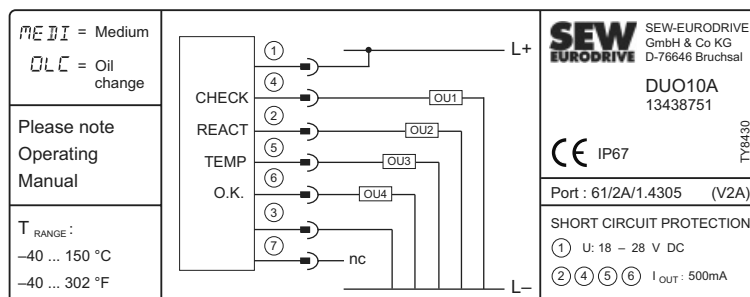 MEDI = Medium
OLC = Oil change
Please note
Operating
Manual
T RANGE :
–40 ... 150 °C
–40 ... 302 °F
1
L+
4
CHECK
OU1
2
REACT
OU2
5
TEMP
OU3
6
O.K.
OU4
3
7
nc
L–
SEW
EURODRIVE
SEW-EURODRIVE
GmbH & Co KG
D-76646 Bruchsal
DUO10A
13438751
CE IP67
TY8430
Port : 61/2A/1.4305 (V2A)
SHORT CIRCUIT PROTECTION
1 U: 18 – 28 V DC
2 4 5 6 I OUT : 500mA